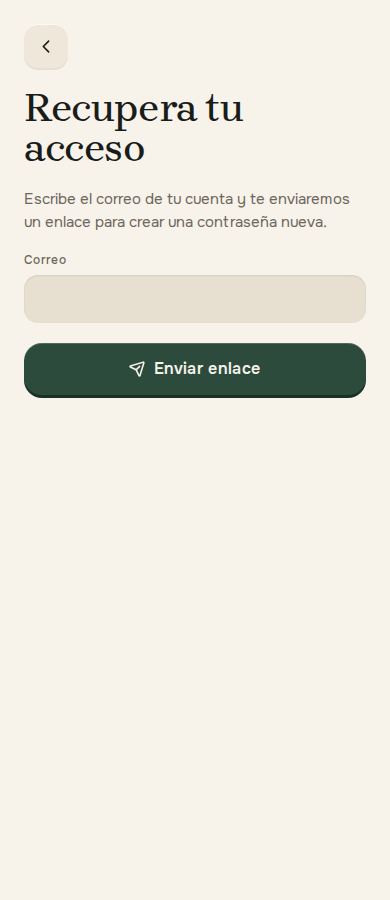 Recupera tu
acceso
Escribe el correo de tu cuenta y te enviaremos
un enlace para crear una contraseña nueva.
Correo
Enviar enlace